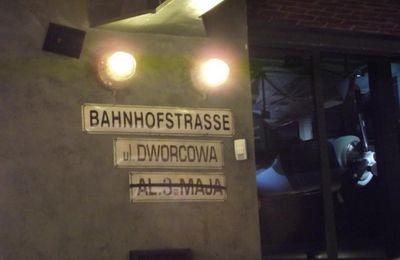 BAHNHOFSTRASSE
ul. DWORCOWA
AL. 3. MAJA